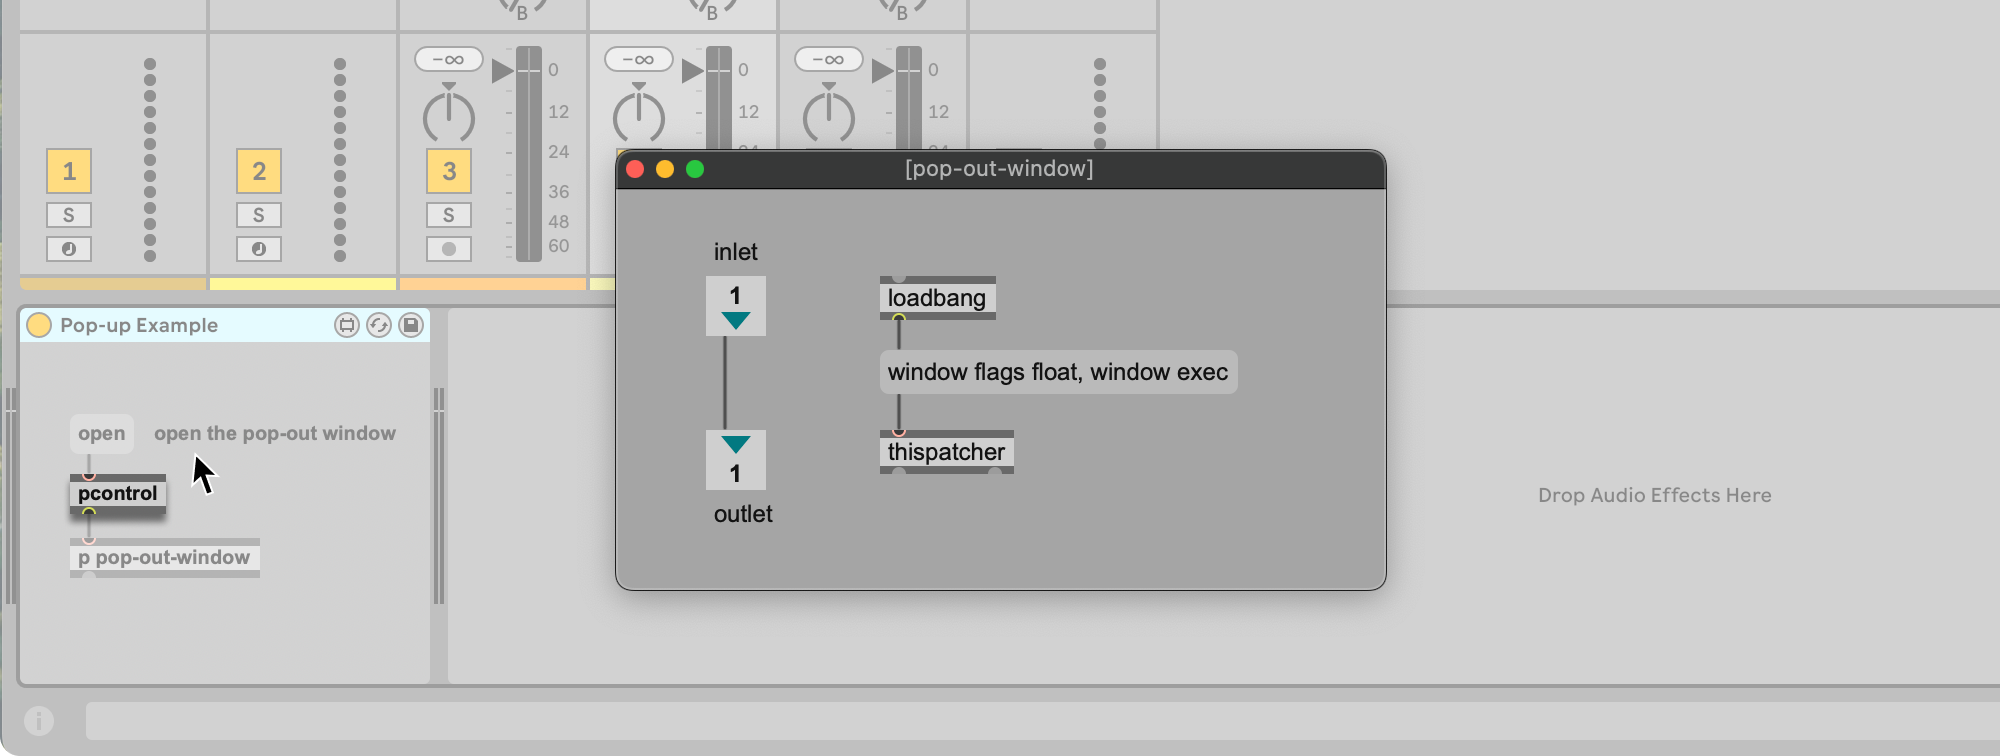 B B B
-∞ -∞ -∞
0 0 0
12 12 12
24 24 24
1 2 3
36
S S S
48
60
[pop-out-window]
inlet
1
loadbang
window flags float, window exec
thispatcher
1
outlet
Pop-up Example
open open the pop-out window
pcontrol
p pop-out-window
Drop Audio Effects Here
i